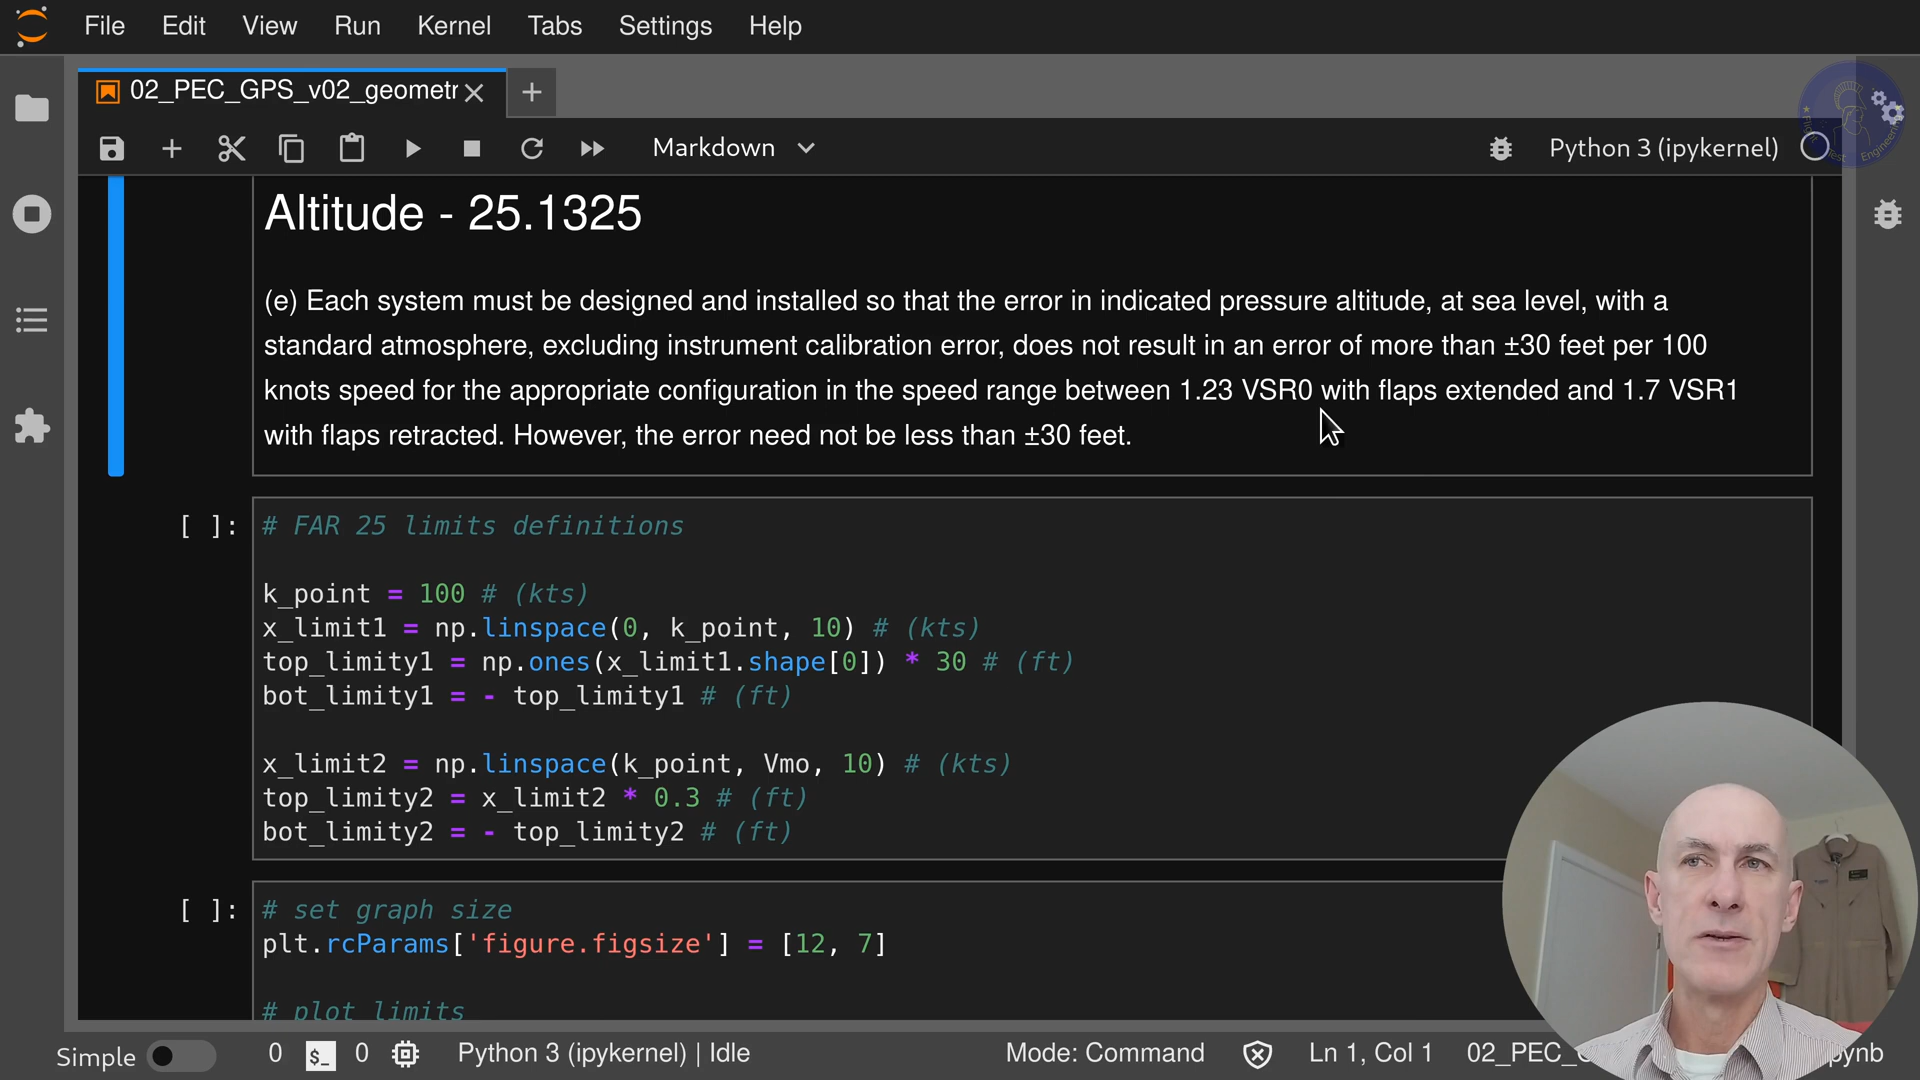 File Edit View Run Kernel Tabs Settings Help
02_PEC_GPS_v02_geometr
Markdown
Python 3 (ipykernel)
Altitude - 25.1325
(e) Each system must be designed and installed so that the error in indicated pressure altitude, at sea level, with a
standard atmosphere, excluding instrument calibration error, does not result in an error of more than ±30 feet per 100
knots speed for the appropriate configuration in the speed range between 1.23 VSR0 with flaps extended and 1.7 VSR1
with flaps retracted. However, the error need not be less than ±30 feet.
[ ]: # FAR 25 limits definitions
k_point = 100 # (kts)
x_limit1 = np.linspace(0, k_point, 10) # (kts)
top_limity1 = np.ones(x_limit1.shape[0]) * 30 # (ft)
bot_limity1 = - top_limity1 # (ft)
x_limit2 = np.linspace(k_point, Vmo, 10) # (kts)
top_limity2 = x_limit2 * 0.3 # (ft)
bot_limity2 = - top_limity2 # (ft)
[ ]: # set graph size
plt.rcParams['figure.figsize'] = [12, 7]
# plot limits
Simple 0 $_ 0 Python 3 (ipykernel) | Idle Mode: Command Ln 1, Col 1 02_PEC_ pynb